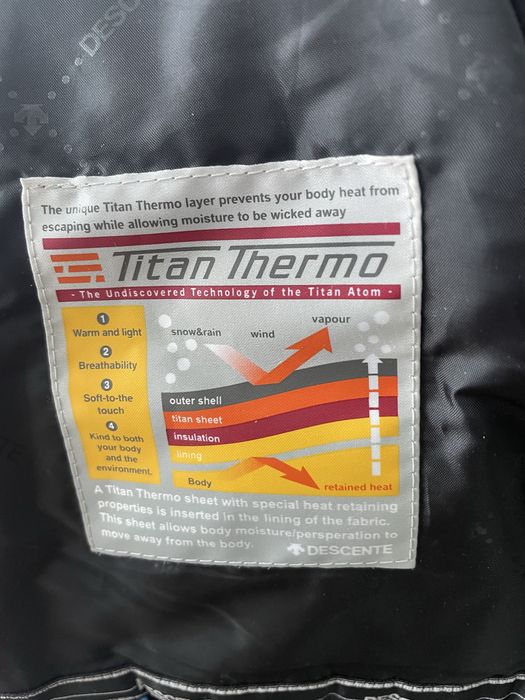 DESC
The unique Titan Thermo layer prevents your body heat from
escaping while allowing moisture to be wicked away
Titan Thermo
- The Undiscovered Technology of the Titan Atom -
1
Warm and light
2
Breathability
3
Soft-to-the
touch
4
Kind to both
your body
and the
environment.
snow&rain
wind
vapour
outer shell
titan sheet
insulation
lining
Body
retained heat
A Titan Thermo sheet with special heat retaining
properties is inserted in the lining of the fabric.
This sheet allows body moisture/persperation to
move away from the body.
DESCENTE